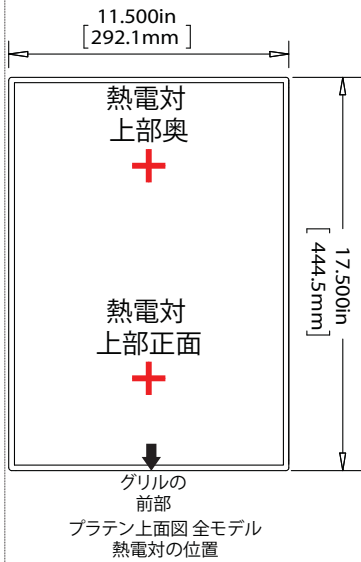 11.500in
[292.1mm]
熱電対
上部奥
17.500in
[444.5mm]
熱電対
上部正面
グリルの
前部
プラテン上面図 全モデル
熱電対の位置